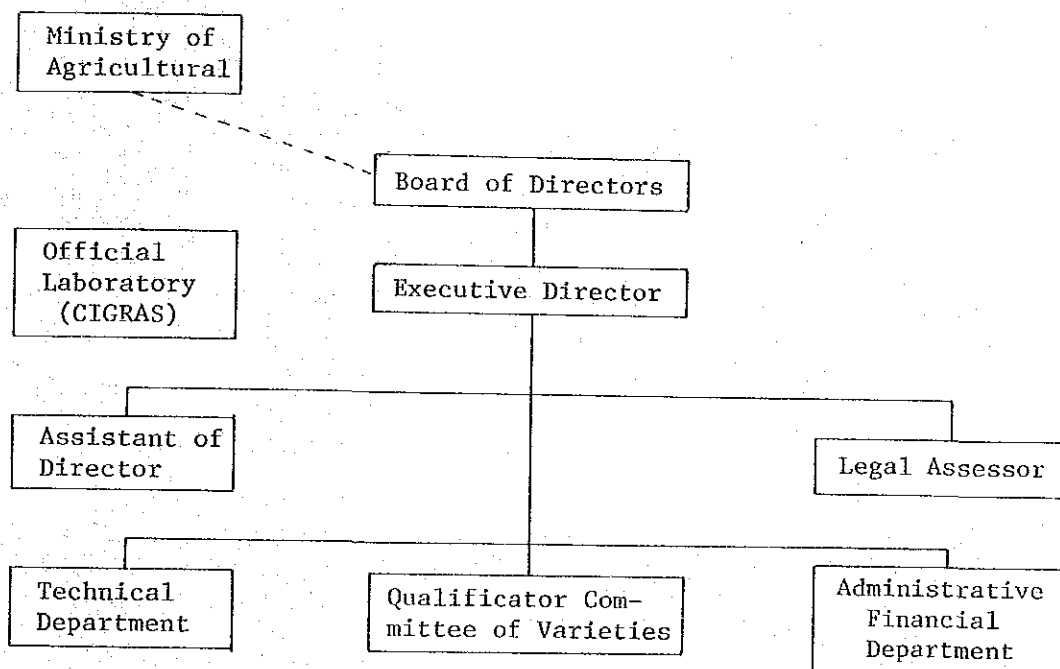 Ministry of
Agricultural
Board of Directors
Official
Laboratory
(CIGRAS)
Executive Director
Assistant of
Director
Legal Assessor
Technical
Department
Qualificator Com-
mittee of Varieties
Administrative
Financial
Department